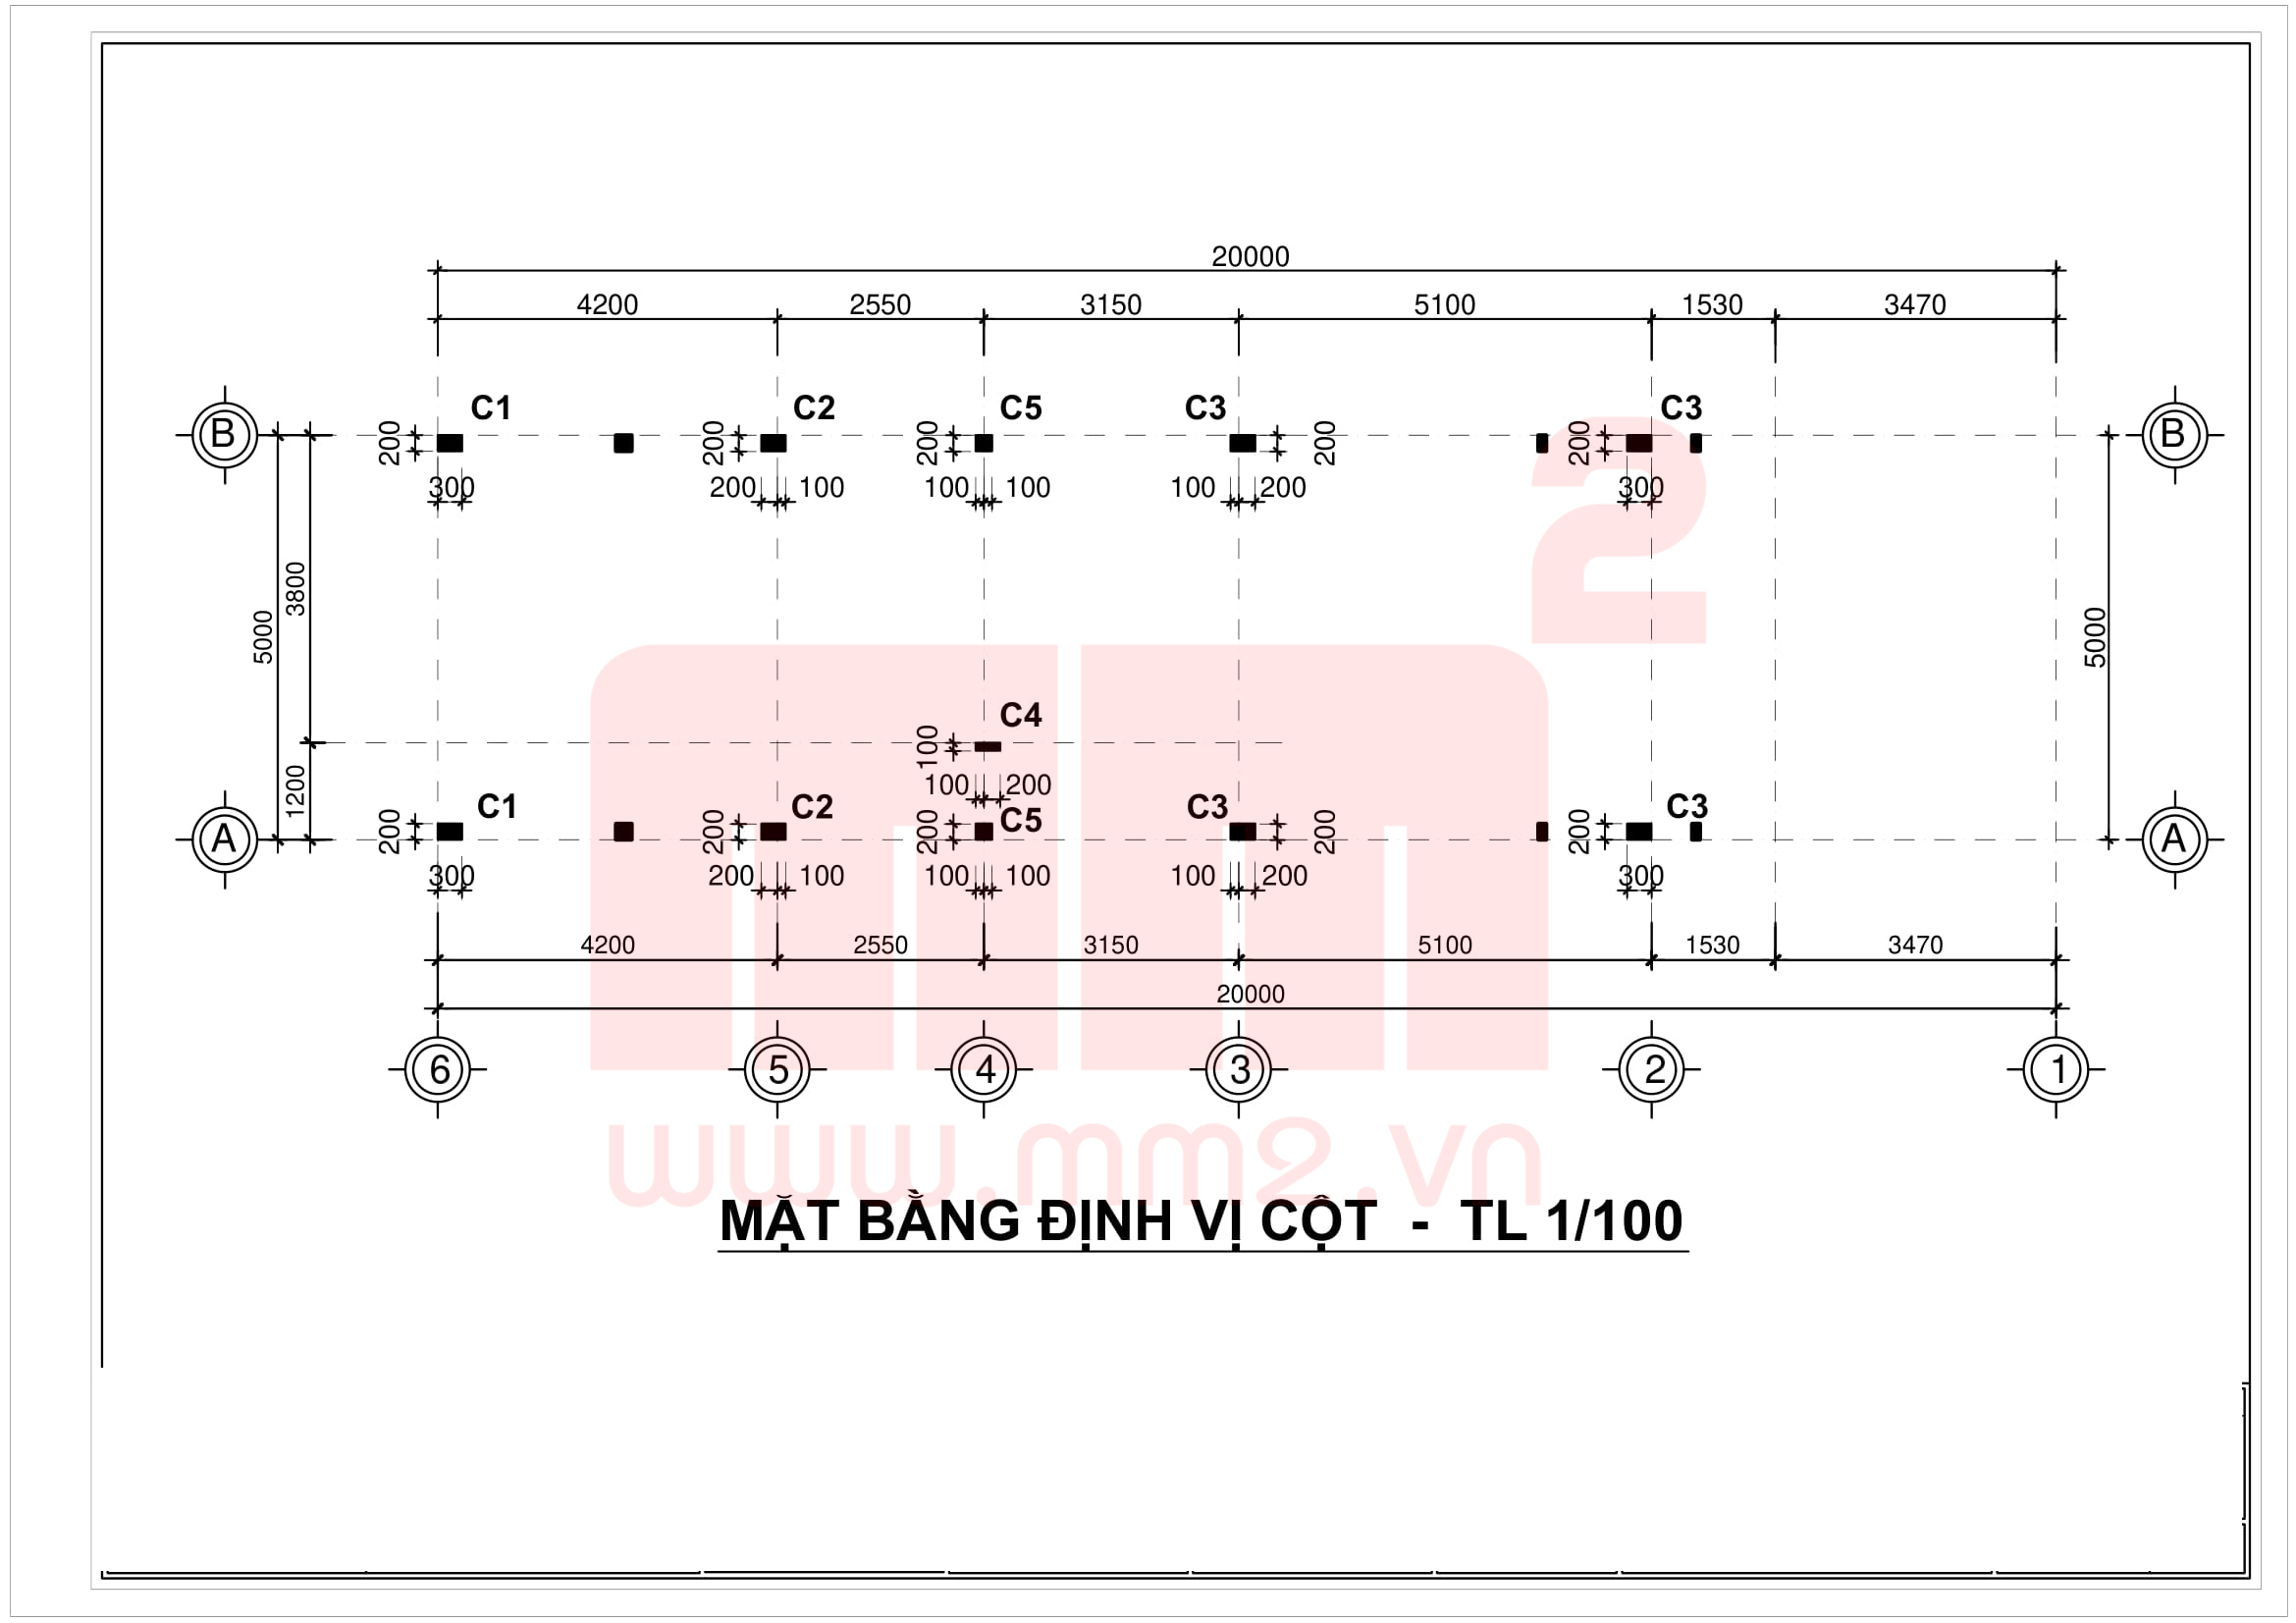 20000
4200 2550 3150 5100 1530 3470
C1 C2 C5 C3 C3
B 200 200 200 200 200 B
300 200 100 100 100 100 200 300
2
3800
5000 5000
C4
100
100 200
1200
C1 C2 C5 C3 C3
A 200 200 200 200 200 A
300 200 100 100 100 100 200 300
4200 2550 3150 5100 1530 3470
20000
6 5 4 3 2 1
mm
www.mm2.vn
MẶT BẰNG ĐỊNH VỊ CỘT - TL 1/100